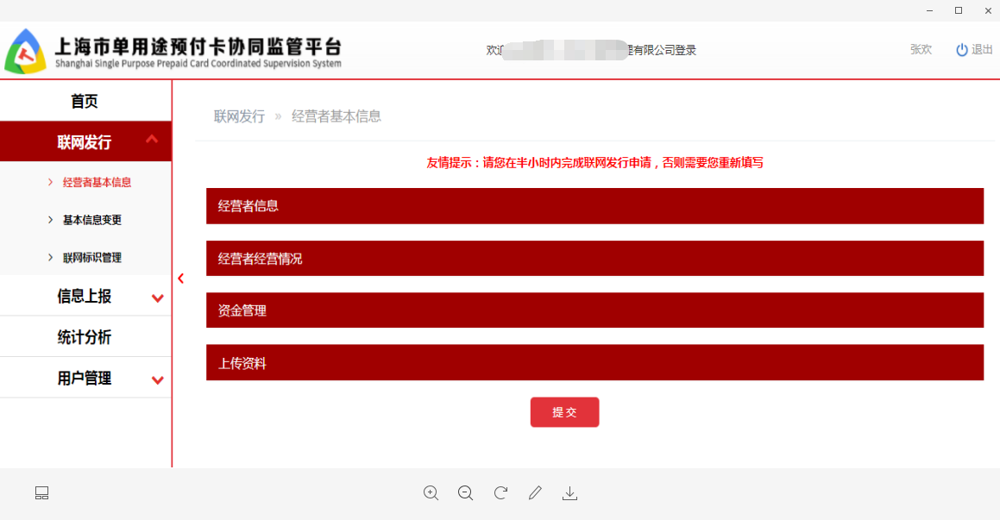 上海市单用途预付卡协同监管平台
Shanghai Single Purpose Prepaid Card Coordinated Supervision System
欢迎 有限公司登录
张欢
退出
首页
联网发行
经营者基本信息
基本信息变更
联网标识管理
信息上报
统计分析
用户管理
联网发行 » 经营者基本信息
友情提示：请您在半小时内完成联网发行申请，否则需要您重新填写
经营者信息
经营者经营情况
资金管理
上传资料
提 交